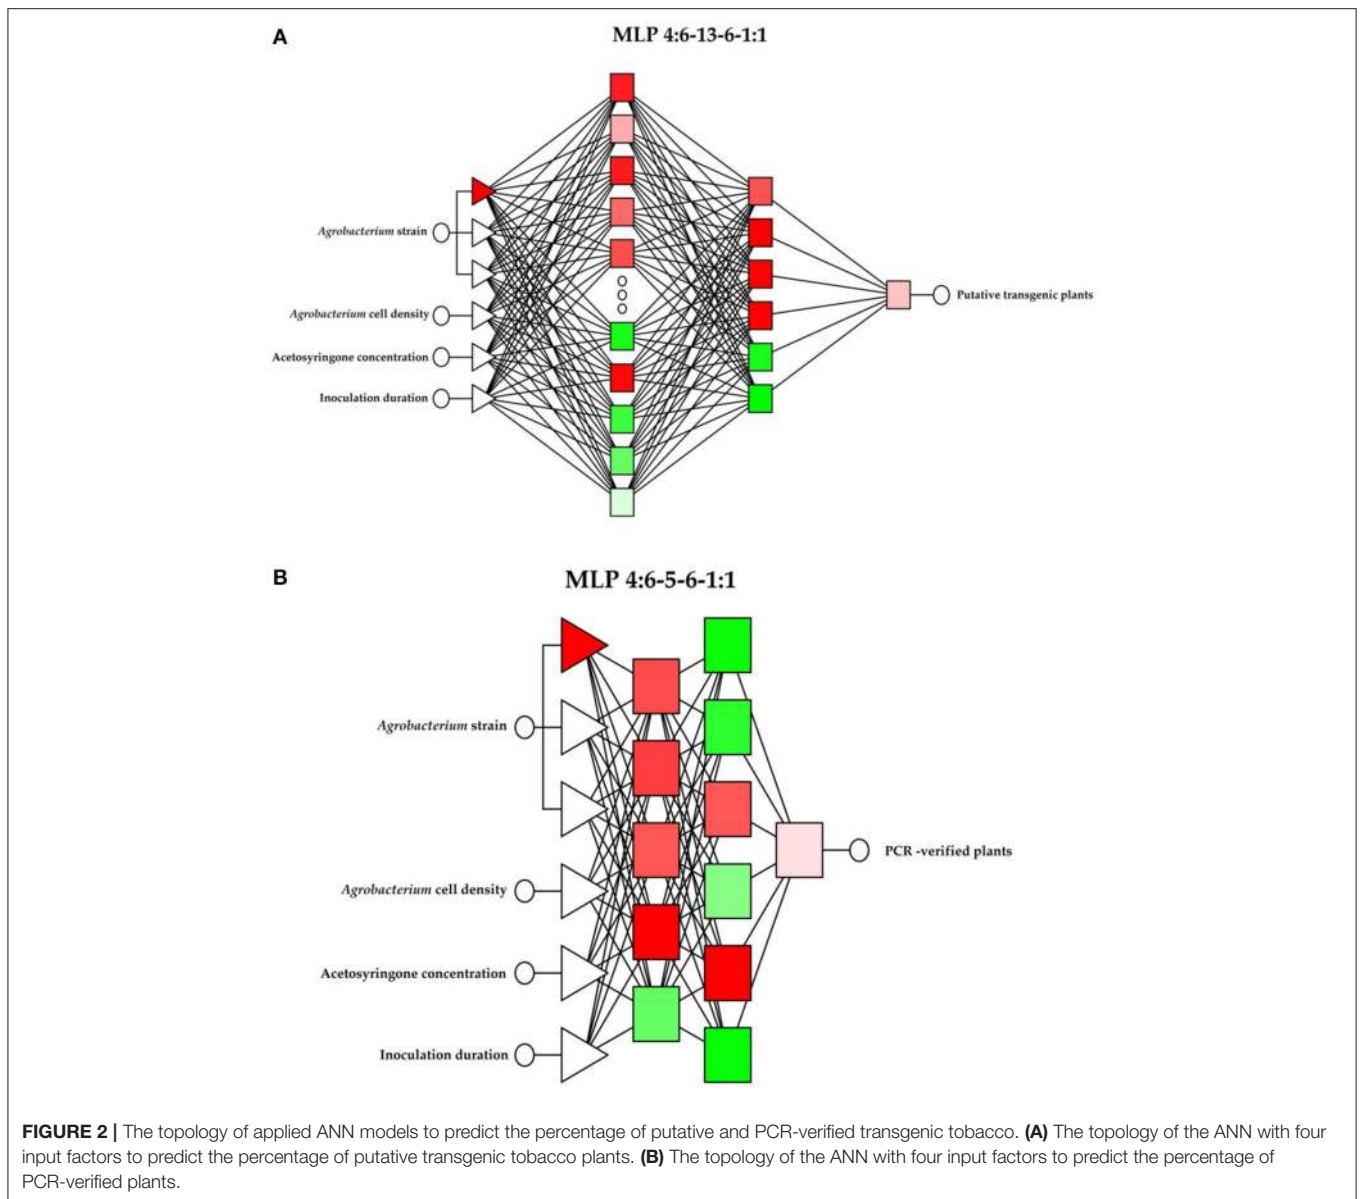 A
MLP 4:6-13-6-1:1
Agrobacterium strain
Agrobacterium cell density
Acetosyringone concentration
Inoculation duration
Putative transgenic plants
B
MLP 4:6-5-6-1:1
Agrobacterium strain
Agrobacterium cell density
Acetosyringone concentration
Inoculation duration
PCR -verified plants
FIGURE 2 | The topology of applied ANN models to predict the percentage of putative and PCR-verified transgenic tobacco. (A) The topology of the ANN with four
input factors to predict the percentage of putative transgenic tobacco plants. (B) The topology of the ANN with four input factors to predict the percentage of
PCR-verified plants.